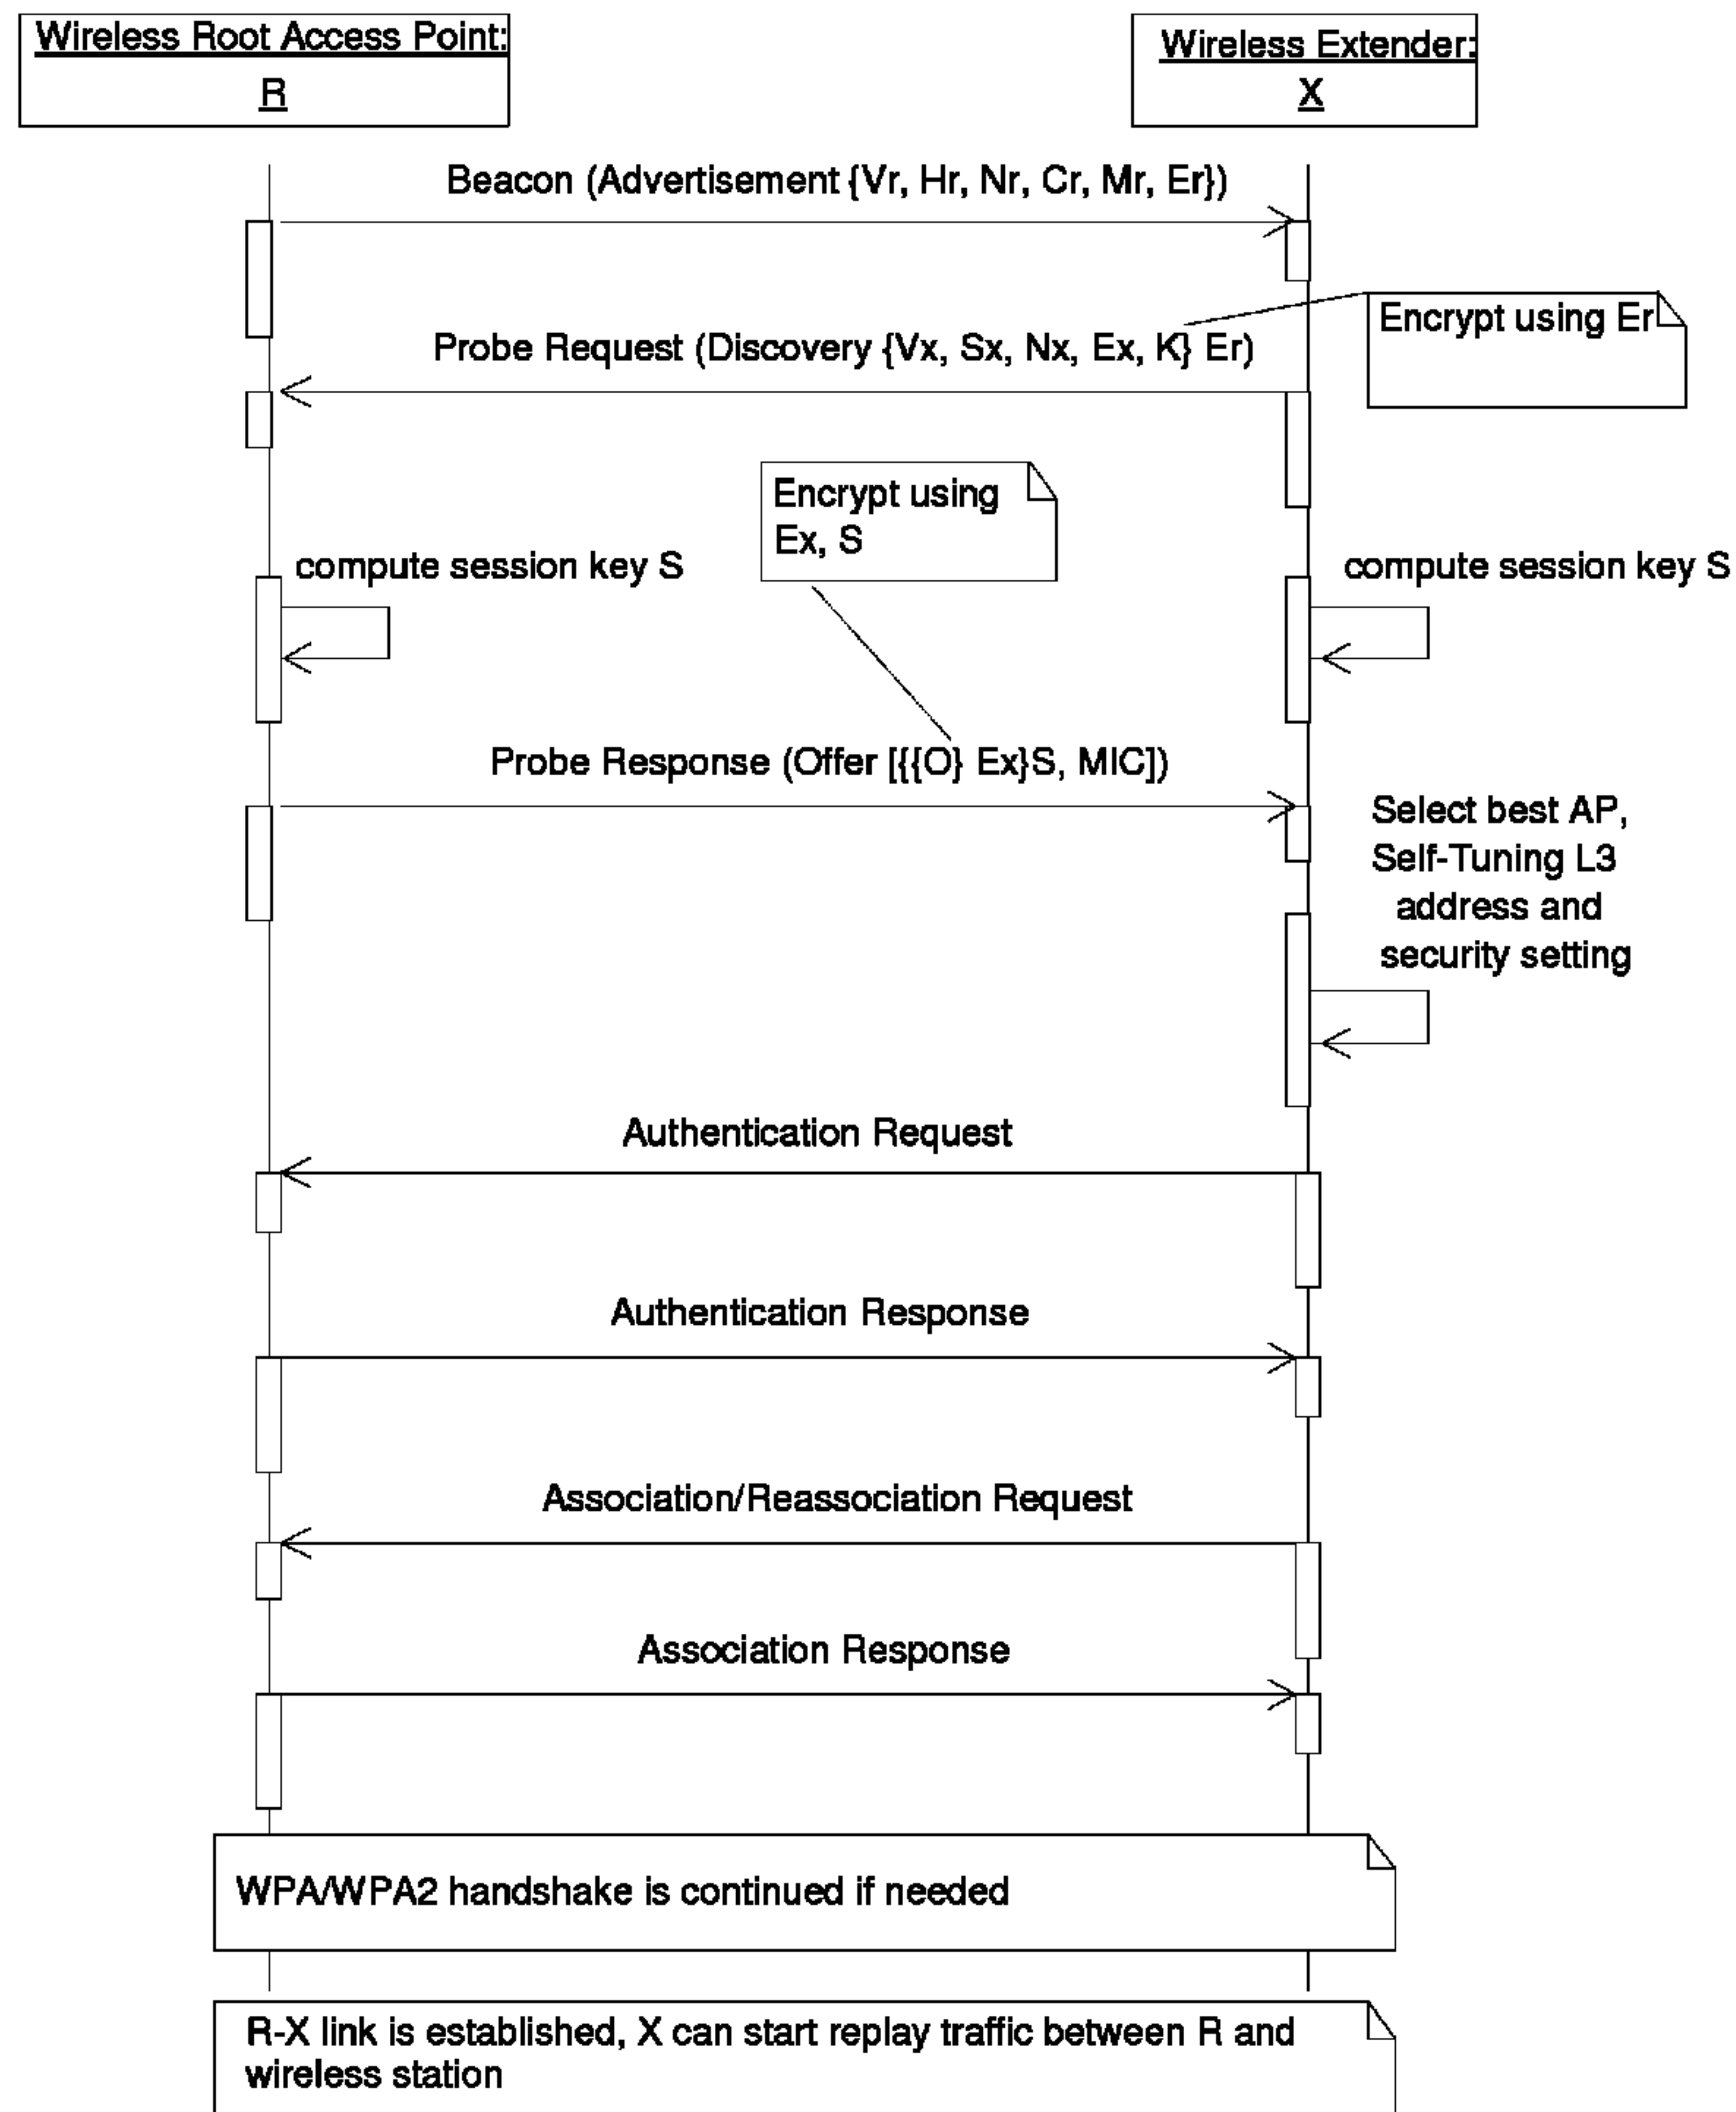 Wireless Root Access Point:
R
Wireless Extender:
X
Beacon (Advertisement {Vr, Hr, Nr, Cr, Mr, Er})
Encrypt using Er
Probe Request (Discovery {Vx, Sx, Nx, Ex, K} Er)
Encrypt using
Ex, S
compute session key S
compute session key S
Probe Response (Offer [{{O} Ex}S, MIC])
Select best AP,
Self-Tuning L3
address and
security setting
Authentication Request
Authentication Response
Association/Reassociation Request
Association Response
WPA/WPA2 handshake is continued if needed
R-X link is established, X can start replay traffic between R and
wireless station